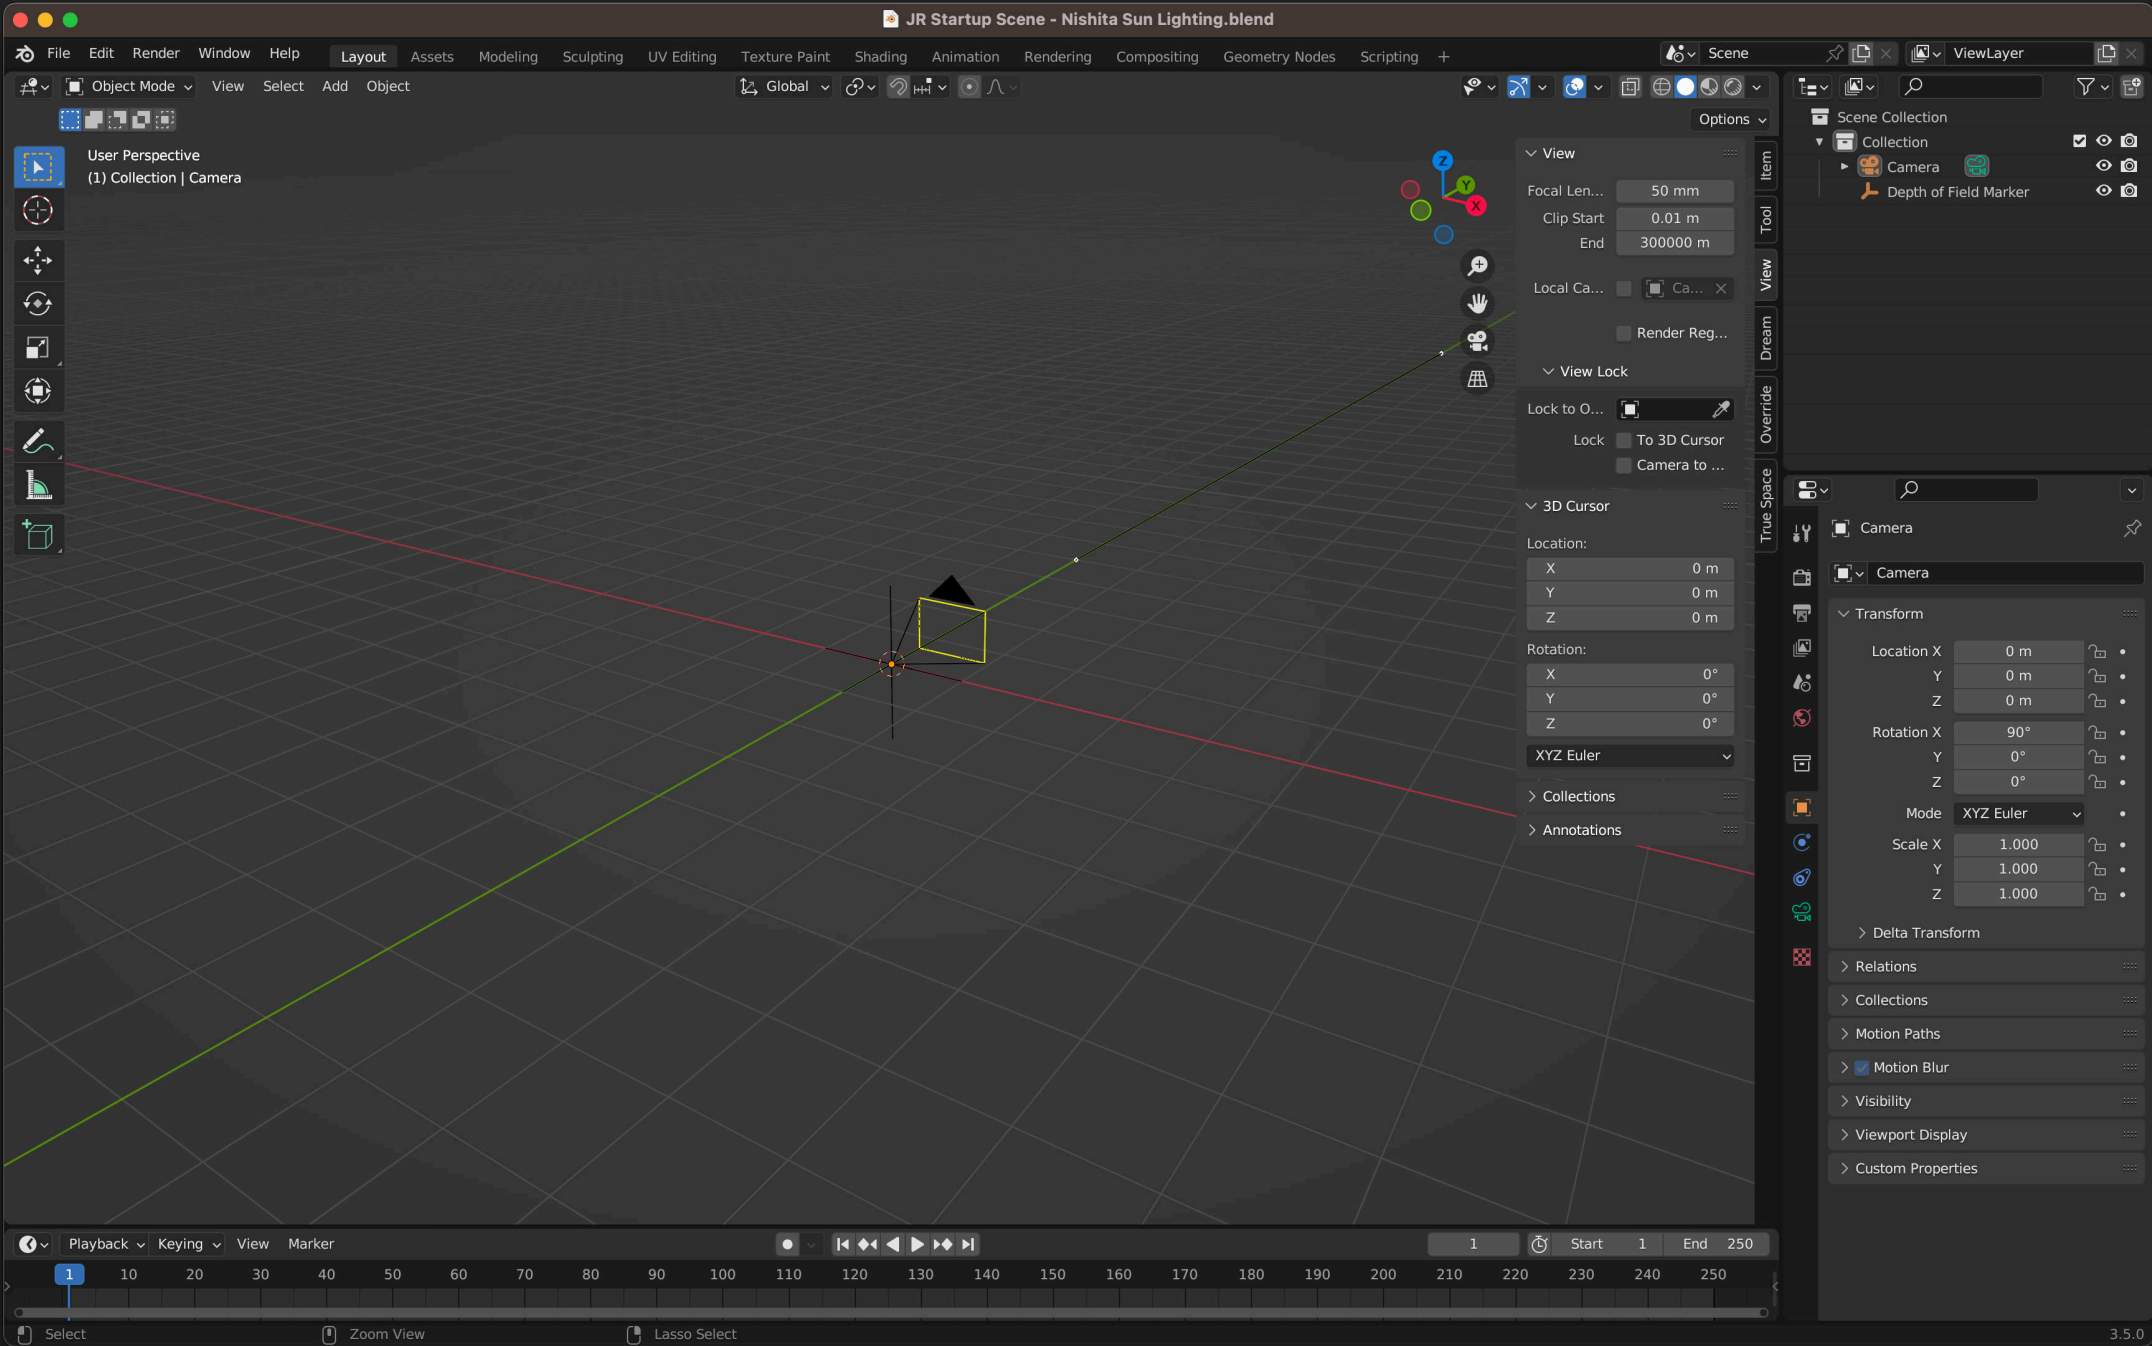 JR Startup Scene - Nishita Sun Lighting.blend
File Edit Render Window Help
Layout Assets Modeling Sculpting UV Editing Texture Paint Shading Animation Rendering Compositing Geometry Nodes Scripting +
Scene
ViewLayer
Object Mode View Select Add Object
Global
Options
User Perspective
(1) Collection | Camera
Z
Y
X
View
Focal Len... 50 mm
Clip Start 0.01 m
End 300000 m
Local Ca... Ca...
Render Reg...
View Lock
Lock to O...
Lock To 3D Cursor
Camera to ...
3D Cursor
Location:
X 0 m
Y 0 m
Z 0 m
Rotation:
X 0°
Y 0°
Z 0°
XYZ Euler
Collections
Annotations
Item
Tool
View
Dream
Override
True Space
Scene Collection
Collection
Camera
Depth of Field Marker
Camera
Camera
Transform
Location X 0 m
Y 0 m
Z 0 m
Rotation X 90°
Y 0°
Z 0°
Mode XYZ Euler
Scale X 1.000
Y 1.000
Z 1.000
Delta Transform
Relations
Collections
Motion Paths
Motion Blur
Visibility
Viewport Display
Custom Properties
Playback Keying View Marker
1 Start 1 End 250
1 10 20 30 40 50 60 70 80 90 100 110 120 130 140 150 160 170 180 190 200 210 220 230 240 250
Select Zoom View Lasso Select
3.5.0